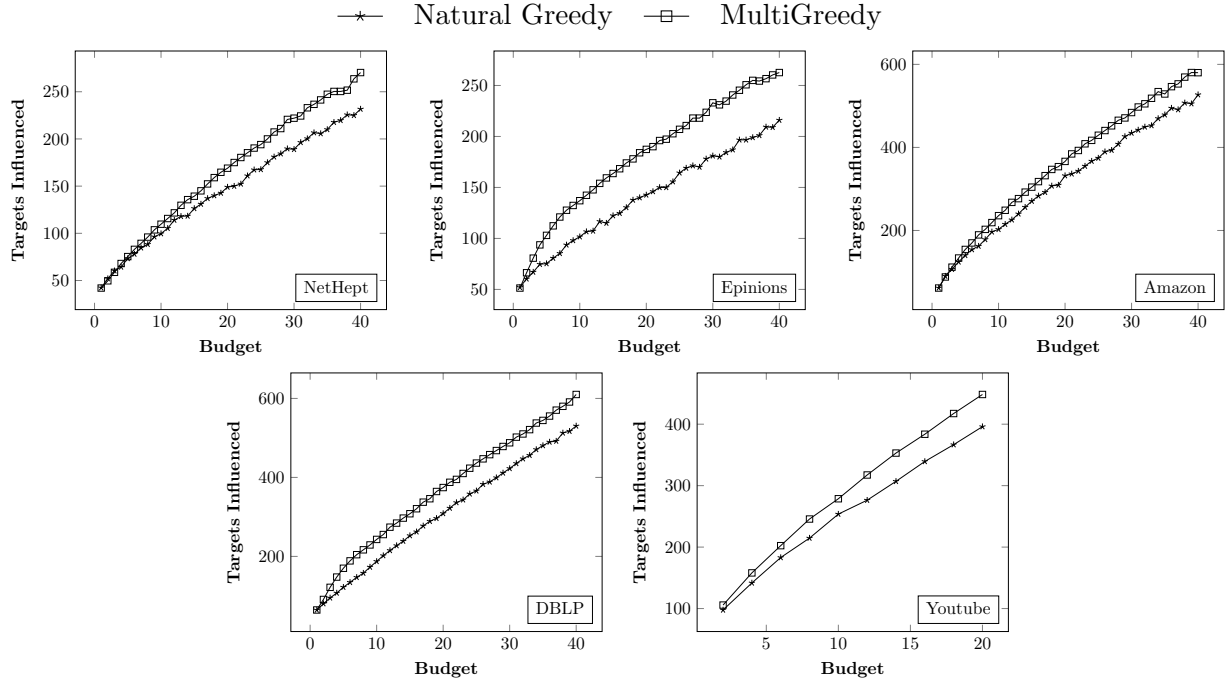 Natural Greedy MultiGreedy
250
200
150
100
50
0 10 20 30 40
Targets Influenced
Budget
NetHept
250
200
150
100
50
0 10 20 30 40
Targets Influenced
Budget
Epinions
600
400
200
0 10 20 30 40
Targets Influenced
Budget
Amazon
600
400
200
0 10 20 30 40
Targets Influenced
Budget
DBLP
400
300
200
100
5 10 15 20
Targets Influenced
Budget
Youtube